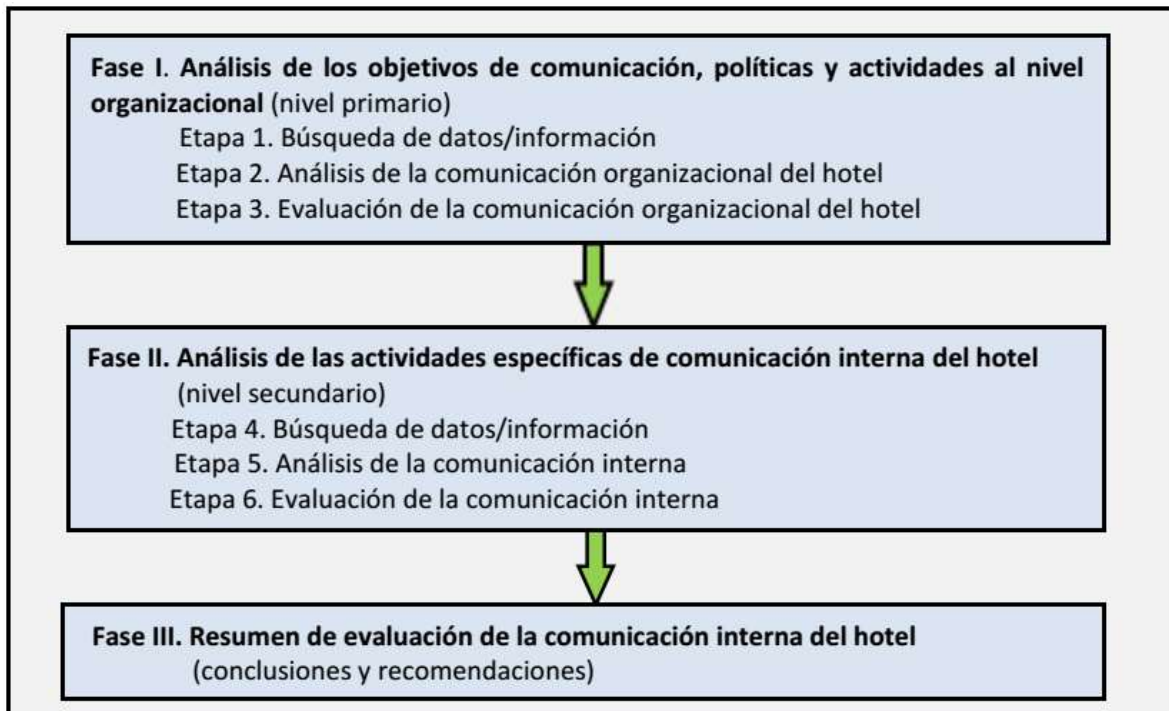 Fase I. Análisis de los objetivos de comunicación, políticas y actividades al nivel
organizacional (nivel primario)
Etapa 1. Búsqueda de datos/información
Etapa 2. Análisis de la comunicación organizacional del hotel
Etapa 3. Evaluación de la comunicación organizacional del hotel
Fase II. Análisis de las actividades específicas de comunicación interna del hotel
(nivel secundario)
Etapa 4. Búsqueda de datos/información
Etapa 5. Análisis de la comunicación interna
Etapa 6. Evaluación de la comunicación interna
Fase III. Resumen de evaluación de la comunicación interna del hotel
(conclusiones y recomendaciones)